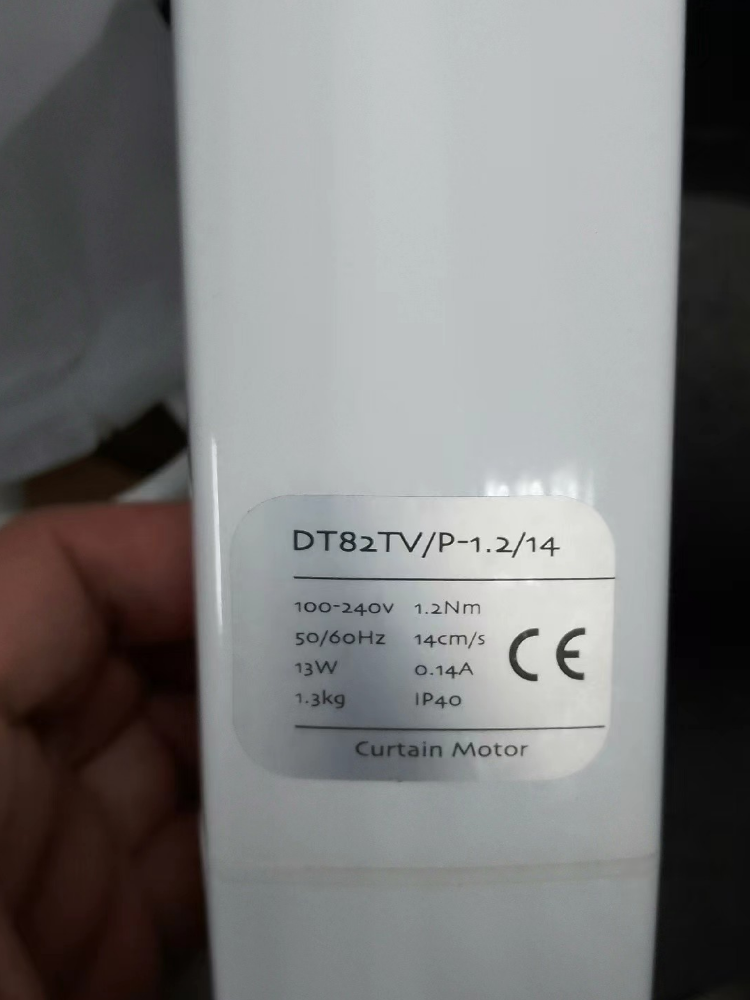 DT82TV/P-1.2/14
100-240V 1.2Nm
50/60Hz 14cm/s
13W 0.14A
1.3kg IP40
CE
Curtain Motor